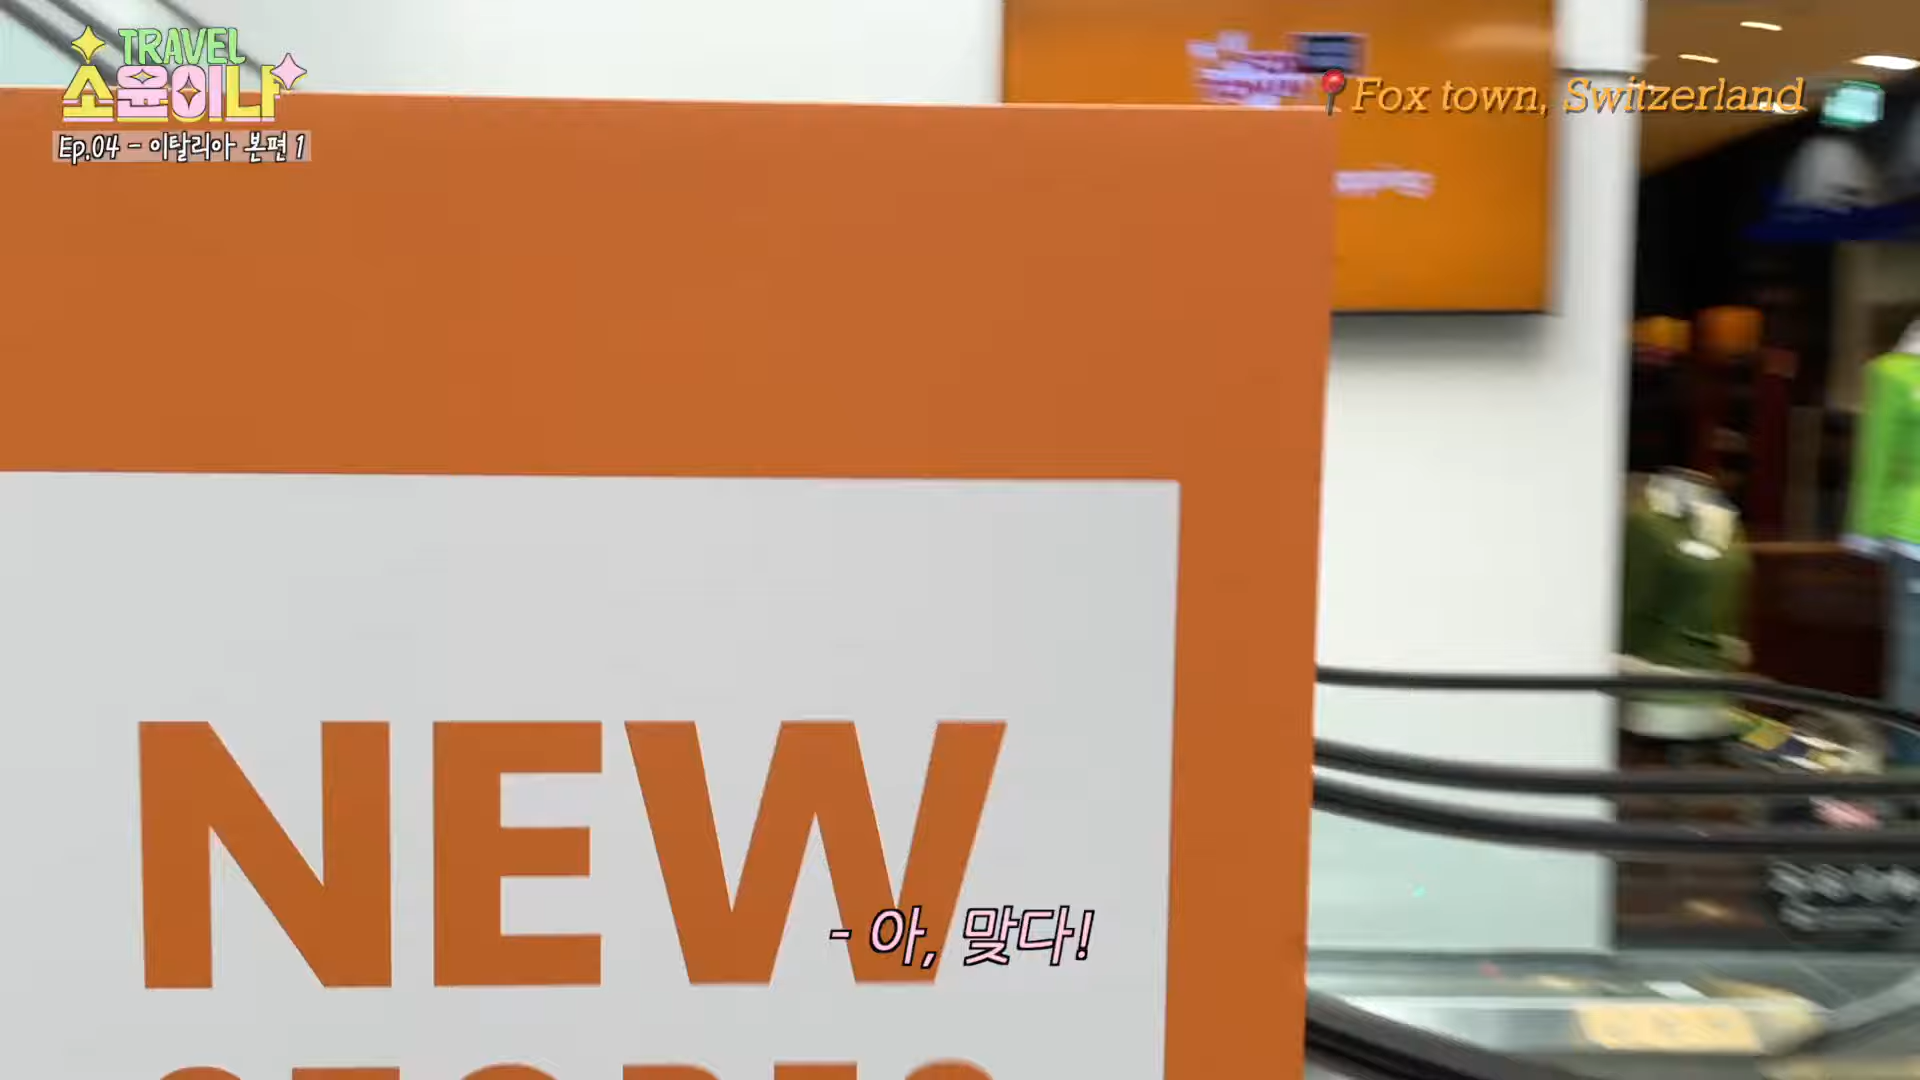 TRAVEL
소윤이나
Ep.04 - 이탈리아 본편 1
Fox town, Switzerland
NEW
- 아, 맞다!